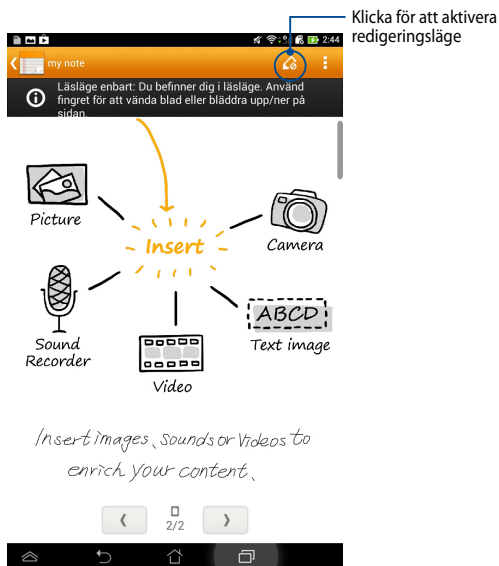 Klicka för att aktivera
redigeringsläge
2:44
my note
Läsläge enbart: Du befinner dig i läsläge. Använd
fingret för att vända blad eller bläddra upp/ner på
sidan.
Picture
Insert
Camera
ABCD
Sound
Recorder
Text image
Video
Insert images、Sounds or Videos to
enrich your content、
2/2